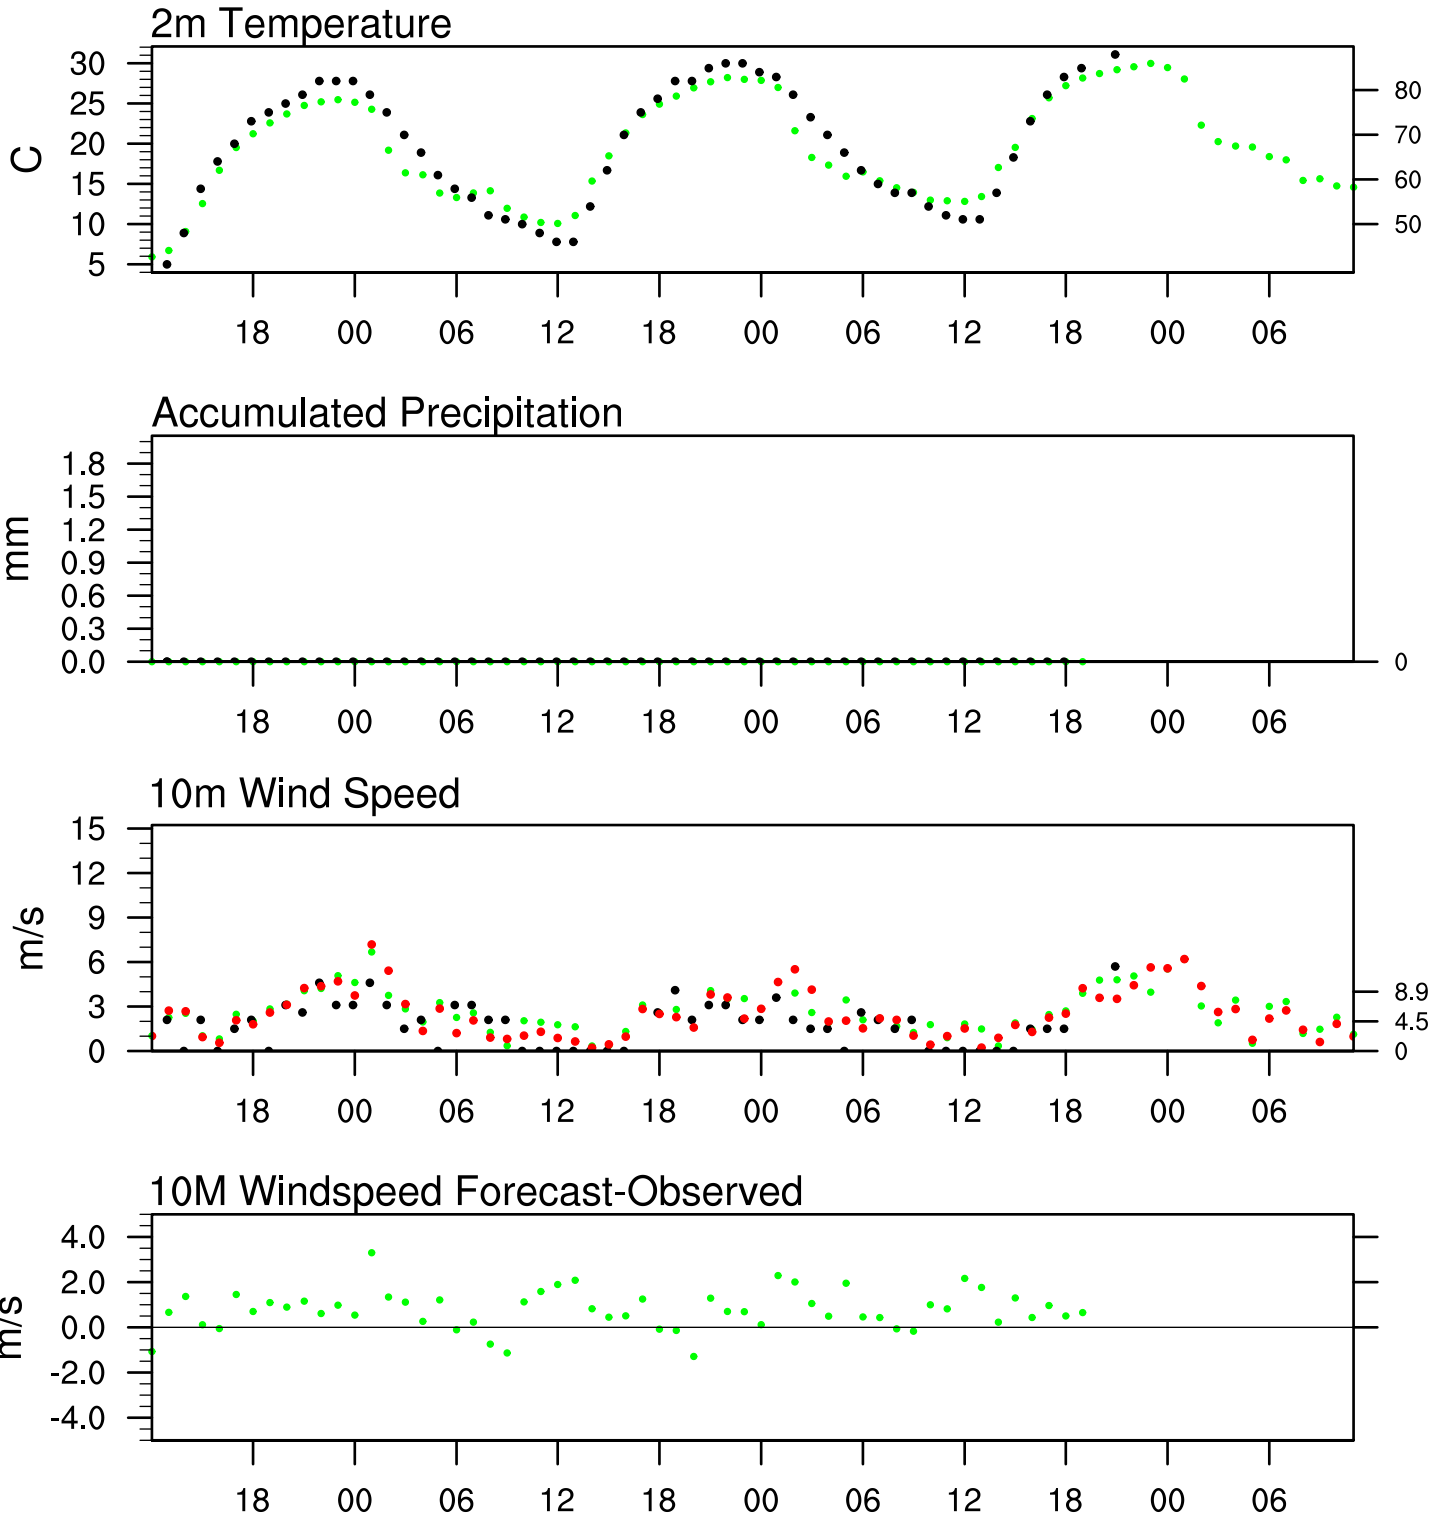 2m Temperature
30
25
20
15
10
5
C
80
70
60
50
18 00 06 12 18 00 06 12 18 00 06
Accumulated Precipitation
1.8
1.5
1.2
0.9
0.6
0.3
0.0
mm
0
18 00 06 12 18 00 06 12 18 00 06
10m Wind Speed
15
12
9
6
3
0
m/s
8.9
4.5
0
18 00 06 12 18 00 06 12 18 00 06
10M Windspeed Forecast-Observed
4.0
2.0
0.0
-2.0
-4.0
m/s
18 00 06 12 18 00 06 12 18 00 06